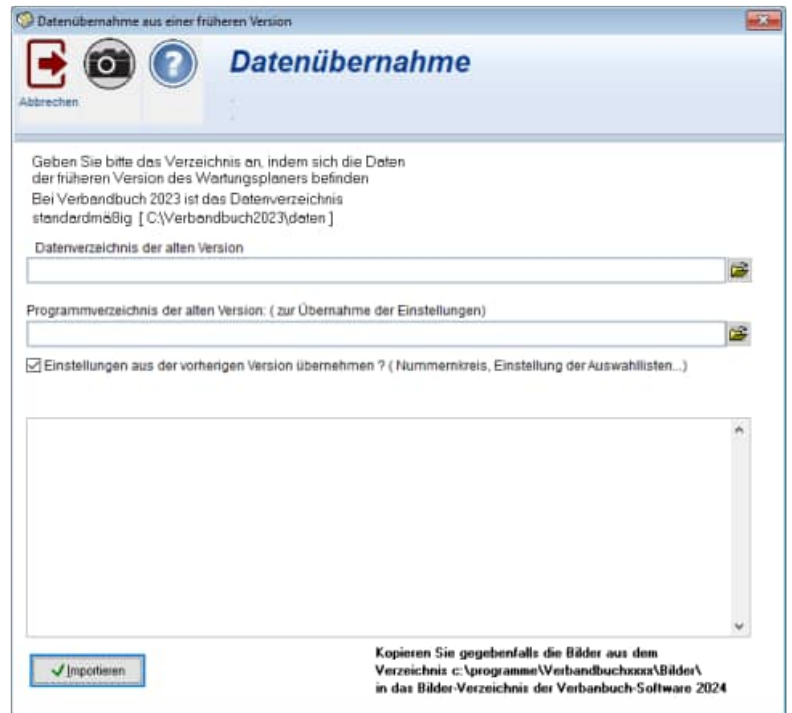 Datenübernahme aus einer früheren Version
Datenübernahme
Abbrechen
Geben Sie bitte das Verzeichnis an, indem sich die Daten
der früheren Version des Wartungsplaners befinden
Bei Verbandbuch 2023 ist das Datenverzeichnis
standardmäßig [ C:\Verbandbuch2023\daten ]
Datenverzeichnis der alten Version
Programmverzeichnis der alten Version: ( zur Übernahme der Einstellungen)
Einstellungen aus der vorherigen Version übernehmen ? ( Nummernkreis, Einstellung der Auswahllisten...)
Importieren
Kopieren Sie gegebenfalls die Bilder aus dem
Verzeichnis c:\programme\Verbandbuchxxxx\Bilder\
in das Bilder-Verzeichnis der Verbanbuch-Software 2024